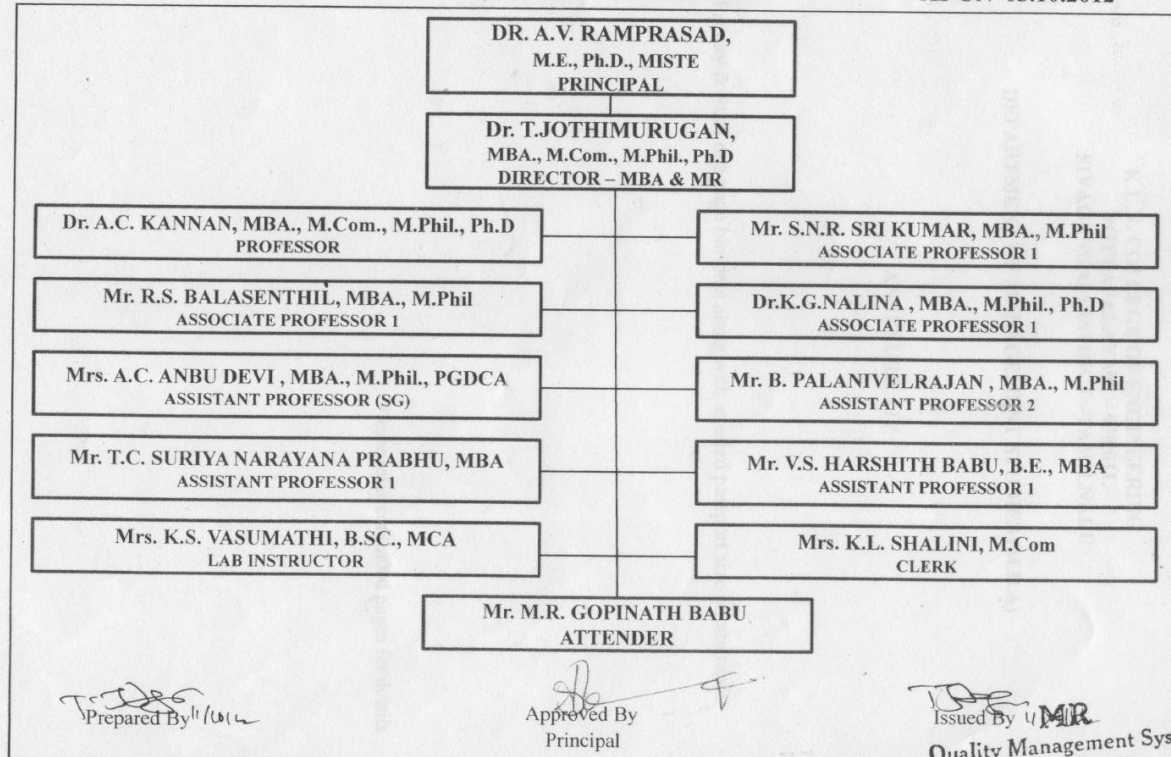 03.10.2012
DR. A.V. RAMPRASAD,
M.E., Ph.D., MISTE
PRINCIPAL
Dr. T.JOTHIMURUGAN,
MBA., M.Com., M.Phil., Ph.D
DIRECTOR – MBA & MR
Dr. A.C. KANNAN, MBA., M.Com., M.Phil., Ph.D
PROFESSOR
Mr. S.N.R. SRI KUMAR, MBA., M.Phil
ASSOCIATE PROFESSOR 1
Mr. R.S. BALASENTHIL, MBA., M.Phil
ASSOCIATE PROFESSOR 1
Dr.K.G.NALINA , MBA., M.Phil., Ph.D
ASSOCIATE PROFESSOR 1
Mrs. A.C. ANBU DEVI , MBA., M.Phil., PGDCA
ASSISTANT PROFESSOR (SG)
Mr. B. PALANIVELRAJAN , MBA., M.Phil
ASSISTANT PROFESSOR 2
Mr. T.C. SURIYA NARAYANA PRABHU, MBA
ASSISTANT PROFESSOR 1
Mr. V.S. HARSHITH BABU, B.E., MBA
ASSISTANT PROFESSOR 1
Mrs. K.S. VASUMATHI, B.SC., MCA
LAB INSTRUCTOR
Mrs. K.L. SHALINI, M.Com
CLERK
Mr. M.R. GOPINATH BABU
ATTENDER
Prepared By
Approved By
Principal
Issued By MR
Quality Management Sys